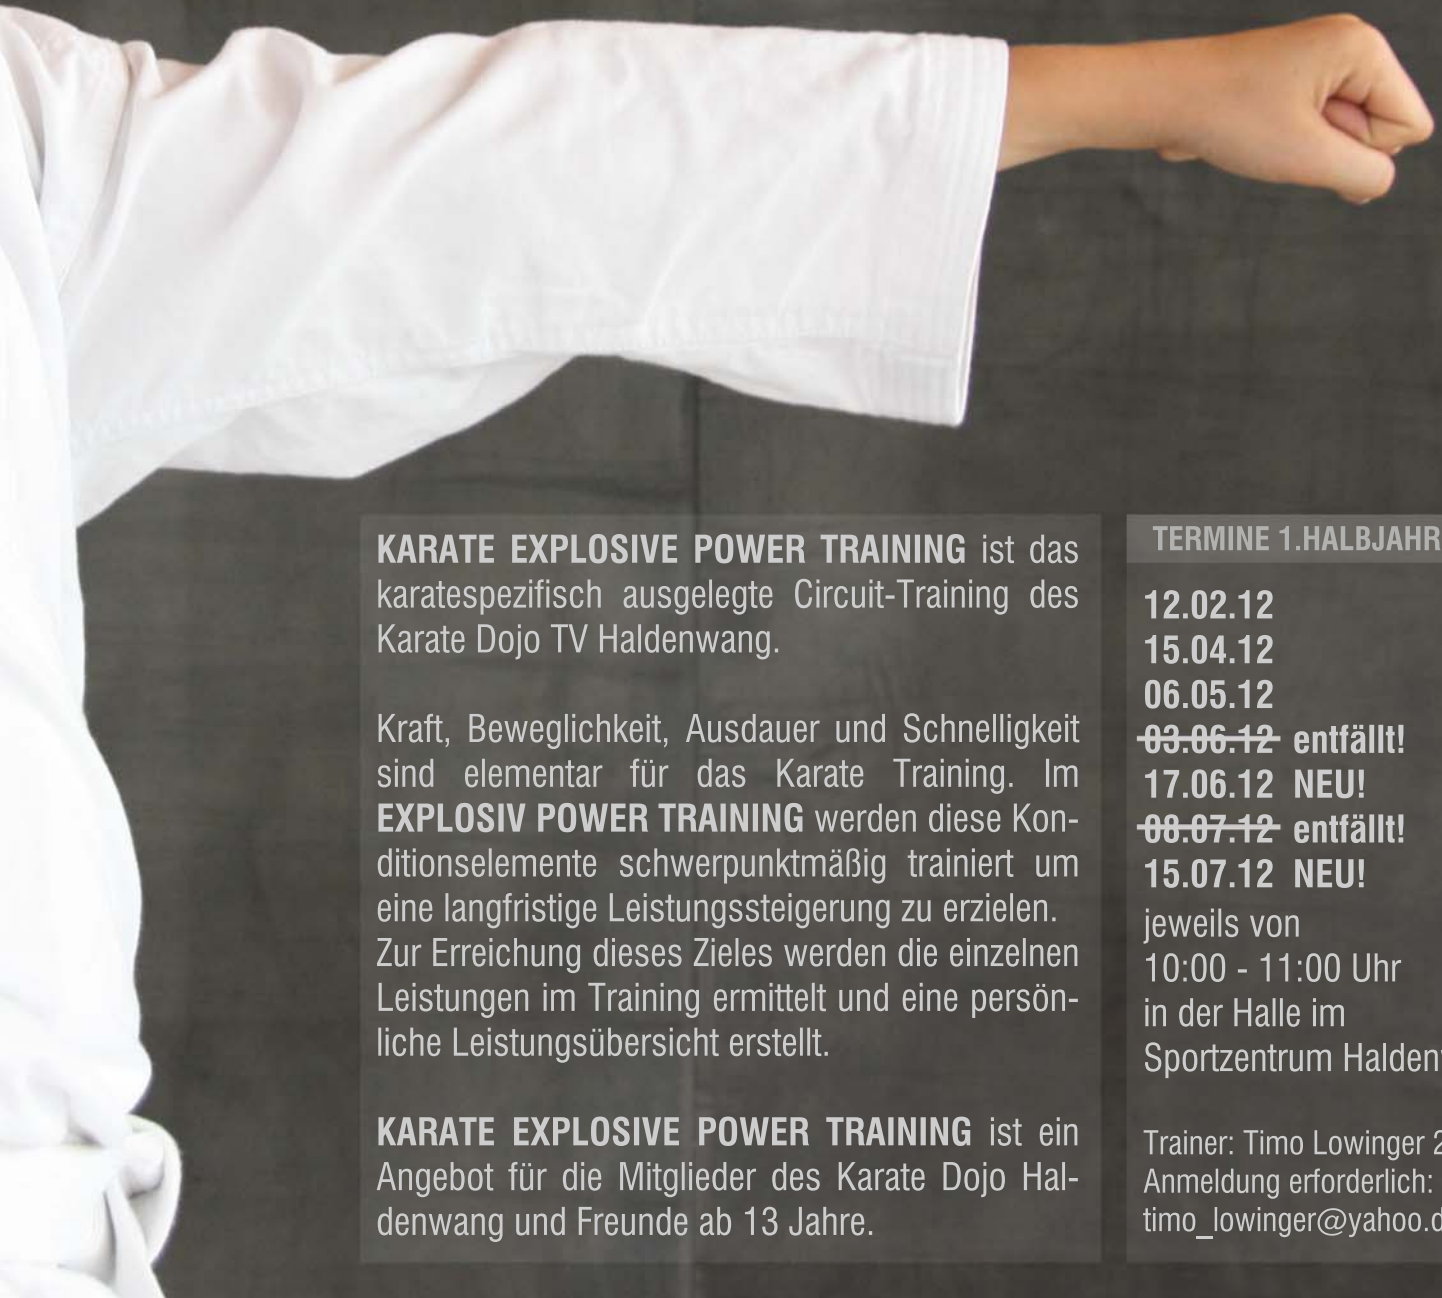 KARATE EXPLOSIVE POWER TRAINING ist das
karatespezifisch ausgelegte Circuit-Training des
Karate Dojo TV Haldenwang.
Kraft, Beweglichkeit, Ausdauer und Schnelligkeit
sind elementar für das Karate Training. Im
EXPLOSIV POWER TRAINING werden diese Kon-
ditionselemente schwerpunktmäßig trainiert um
eine langfristige Leistungssteigerung zu erzielen.
Zur Erreichung dieses Zieles werden die einzelnen
Leistungen im Training ermittelt und eine persön-
liche Leistungsübersicht erstellt.
KARATE EXPLOSIVE POWER TRAINING ist ein
Angebot für die Mitglieder des Karate Dojo Hal-
denwang und Freunde ab 13 Jahre.
TERMINE 1.HALBJAHR
12.02.12
15.04.12
06.05.12
03.06.12 entfällt!
17.06.12 NEU!
08.07.12 entfällt!
15.07.12 NEU!
jeweils von
10:00 - 11:00 Uhr
in der Halle im
Sportzentrum
Trainer: Timo Lowinger
Anmeldung erforderlich:
timo_lowinger@yahoo.d